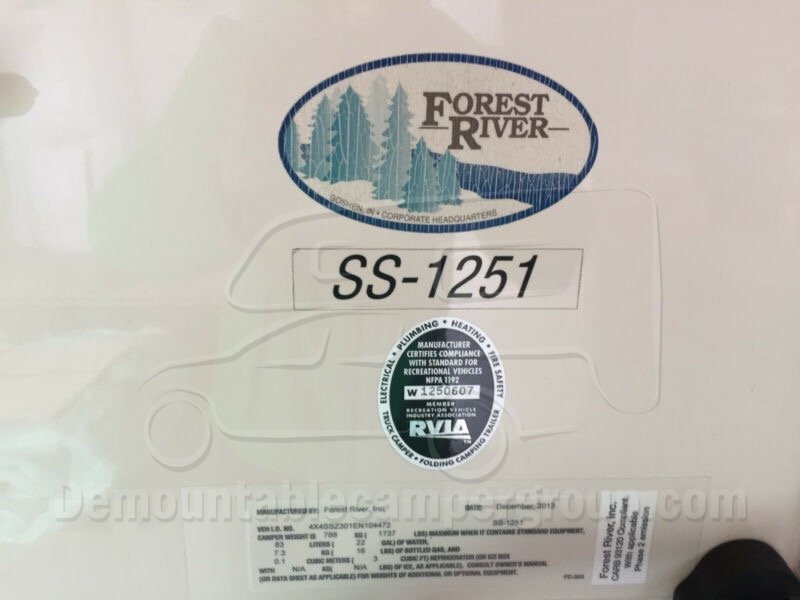 FOREST
RIVER
GOSHEN, IN • CORPORATE HEADQUARTERS
SS-1251
ELECTRICAL • PLUMBING • HEATING • FIRE SAFETY
MANUFACTURER
CERTIFIES COMPLIANCE
WITH STANDARD FOR
RECREATIONAL VEHICLES
NFPA 1192
W 1250607
MEMBER
RECREATION VEHICLE
INDUSTRY ASSOCIATION
RVIA
TM
TRUCK CAMPER • FOLDING CAMPING TRAILER
Demountablecampergroup.com
MANUFACTURED BY: Forest River, Inc. DATE: December, 2013
VEH I.D. NO. 4X4SSZ301EN104472 SS-1251
CAMPER WEIGHT IS 788 KG ( 1737 LBS) MAXIMUM WHEN IT CONTAINS STANDARD EQUIPMENT,
83 LITERS ( 22 GAL) OF WATER,
7.3 KG ( 16 LBS) OF BOTTLED GAS, AND
0.1 CUBIC METERS ( 3 CUBIC FT) REFRIGERATOR (OR ICE BOX
WITH N/A KG( N/A LBS) OF ICE, AS APPLICABLE). CONSULT OWNER'S MANUAL
(OR DATA SHEET AS APPLICABLE) FOR WEIGHTS OF ADDITIONAL OR OPTIONAL EQUIPMENT.
Forest River, Inc.
CARB 93120 Compliant
With applicable
Phase 2 emission